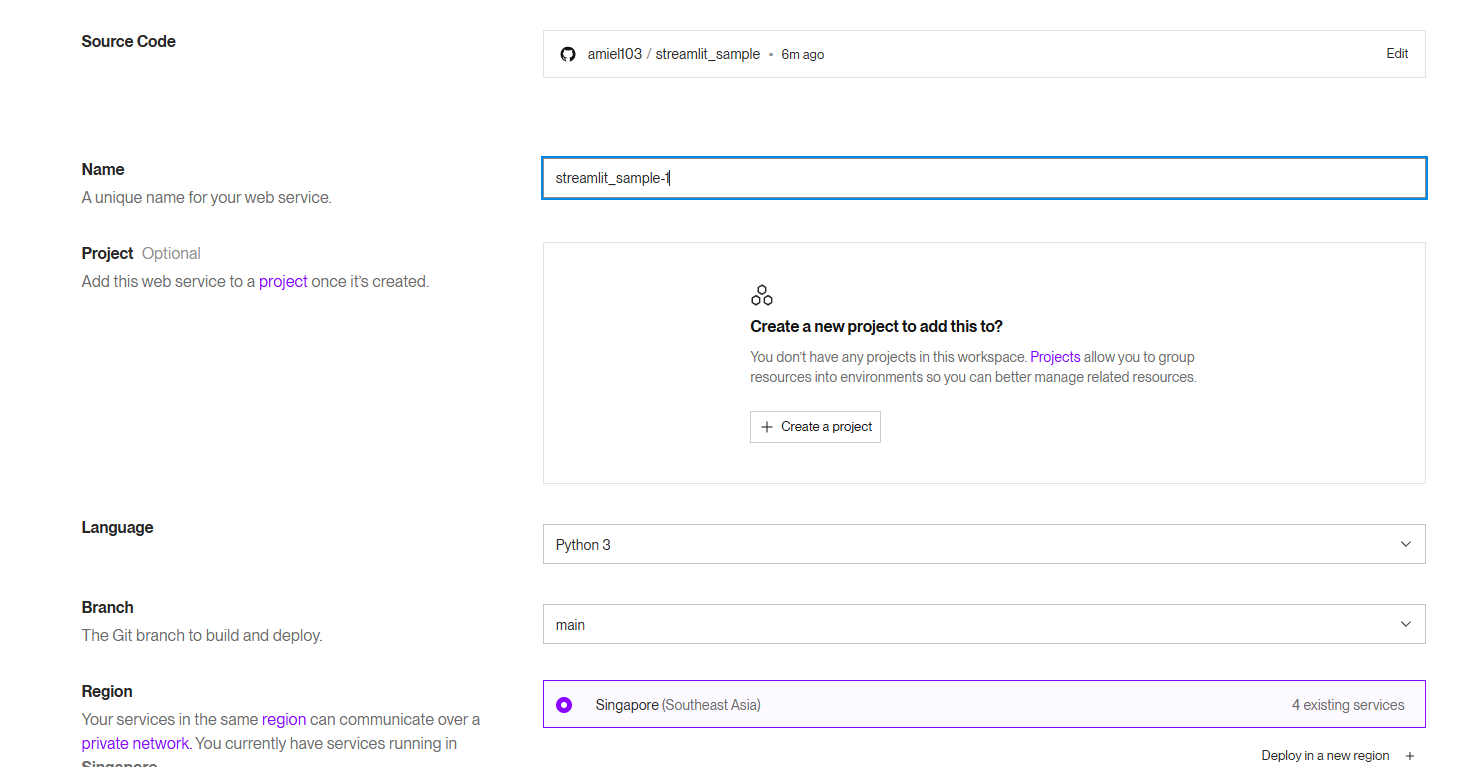 Source Code
amiel103 / streamlit_sample • 6m ago
Edit
Name
A unique name for your web service.
streamlit_sample-1
Project Optional
Add this web service to a project once it's created.
Create a new project to add this to?
You don't have any projects in this workspace. Projects allow you to group
resources into environments so you can better manage related resources.
+ Create a project
Language
Python 3
Branch
The Git branch to build and deploy.
main
Region
Your services in the same region can communicate over a
private network. You currently have services running in
Singapore
Singapore (Southeast Asia)
4 existing services
Deploy in a new region +